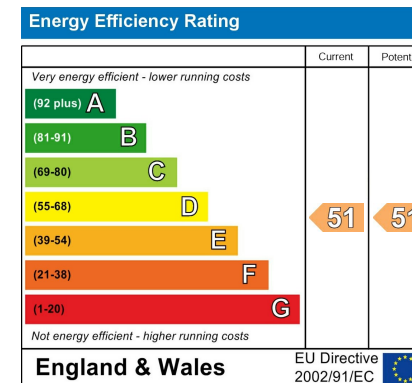 Energy Efficiency Rating
Current Potent
Very energy efficient - lower running costs
(92 plus) A
(81-91) B
(69-80) C
(55-68) D
(39-54) E
(21-38) F
(1-20) G
51 51
Not energy efficient - higher running costs
England & Wales
EU Directive
2002/91/EC